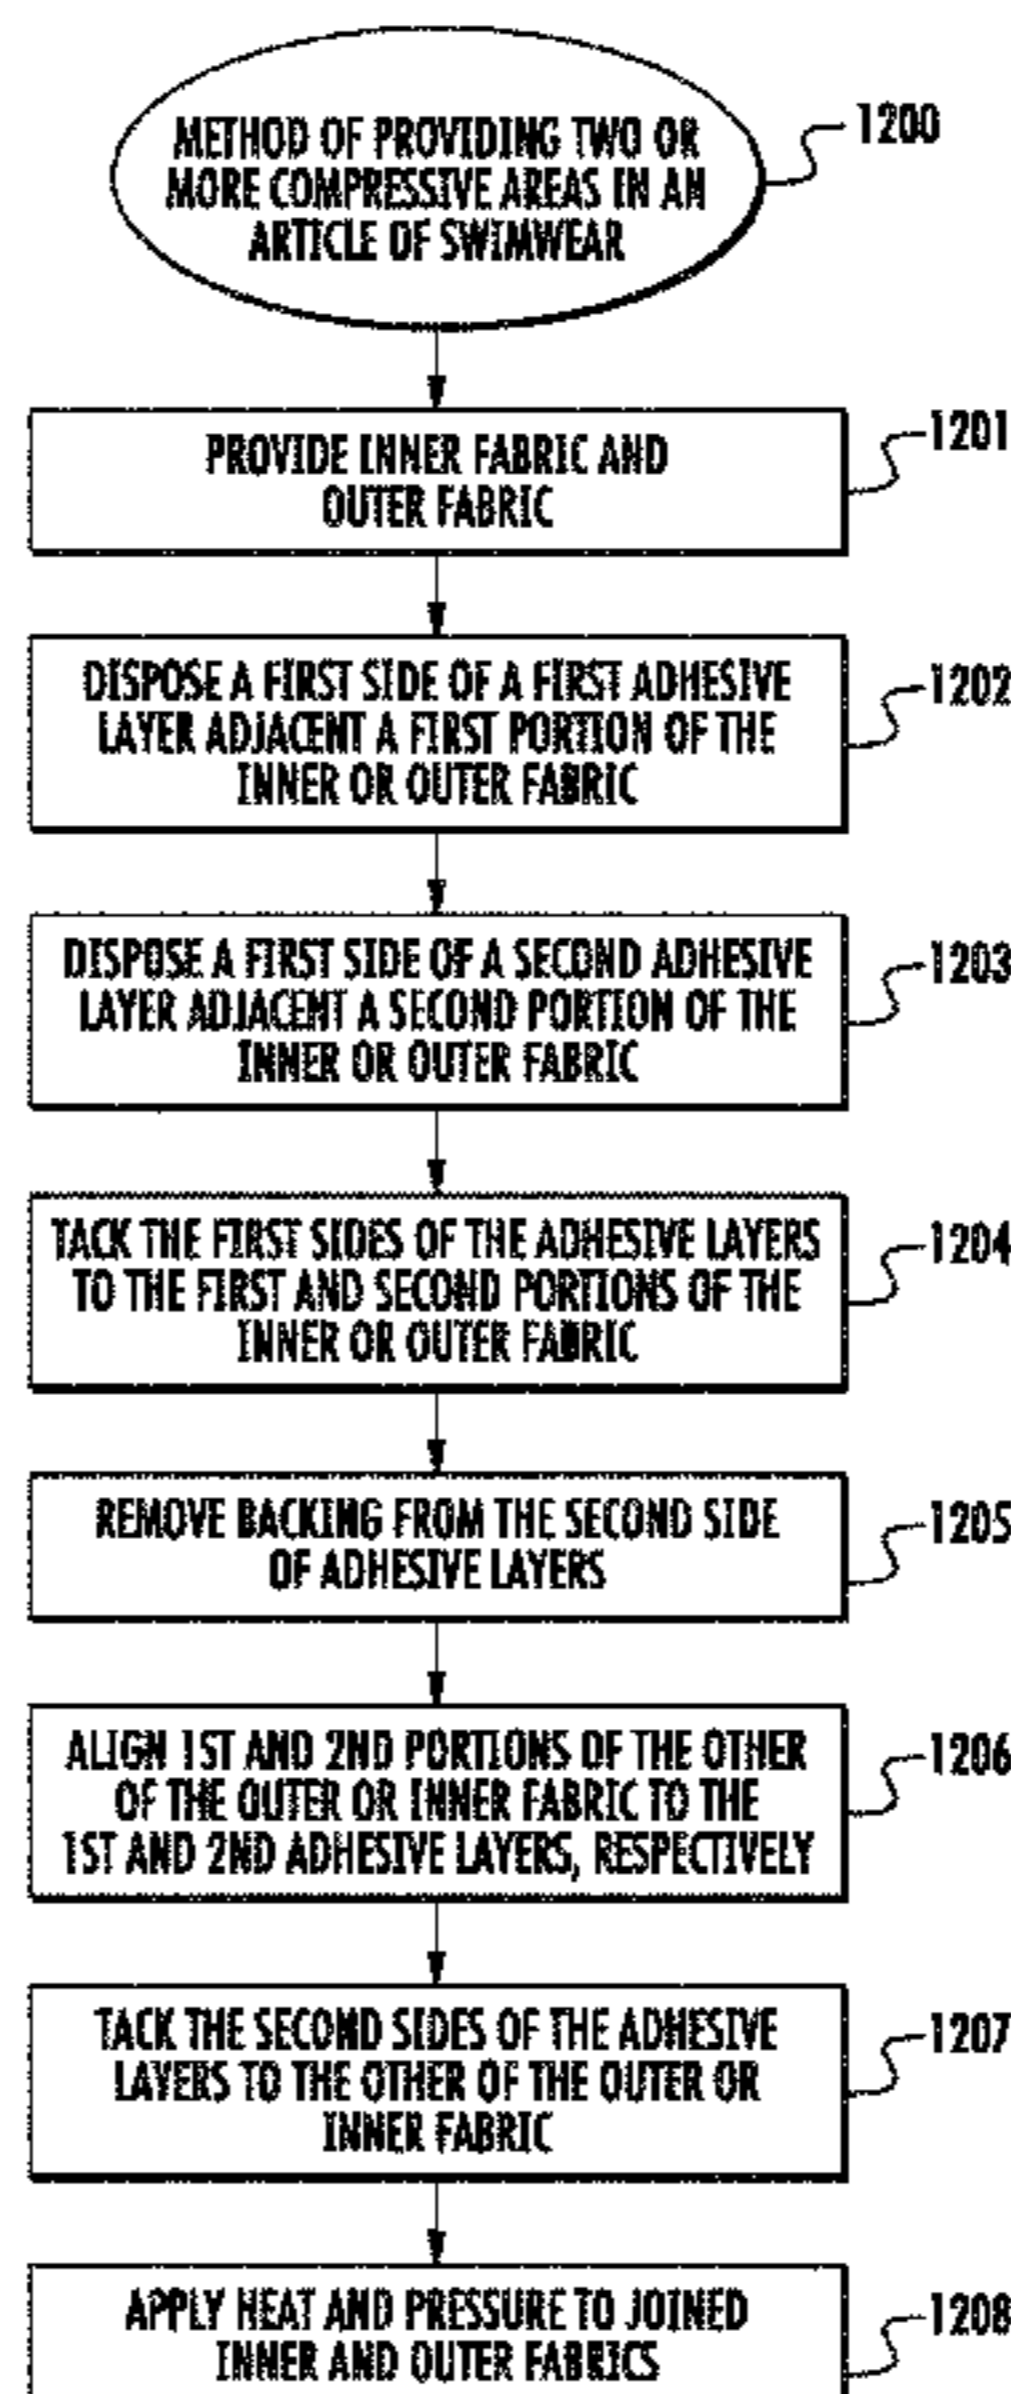 METHOD OF PROVIDING TWO OR
MORE COMPRESSIVE AREAS IN AN
ARTICLE OF SWIMWEAR
1200
PROVIDE INNER FABRIC AND
OUTER FABRIC
1201
DISPOSE A FIRST SIDE OF A FIRST ADHESIVE
LAYER ADJACENT A FIRST PORTION OF THE
INNER OR OUTER FABRIC
1202
DISPOSE A FIRST SIDE OF A SECOND ADHESIVE
LAYER ADJACENT A SECOND PORTION OF THE
INNER OR OUTER FABRIC
1203
TACK THE FIRST SIDES OF THE ADHESIVE LAYERS
TO THE FIRST AND SECOND PORTIONS OF THE
INNER OR OUTER FABRIC
1204
REMOVE BACKING FROM THE SECOND SIDE
OF ADHESIVE LAYERS
1205
ALIGN 1ST AND 2ND PORTIONS OF THE OTHER
OF THE OUTER OR INNER FABRIC TO THE
1ST AND 2ND ADHESIVE LAYERS, RESPECTIVELY
1206
TACK THE SECOND SIDES OF THE ADHESIVE
LAYERS TO THE OTHER OF THE OUTER OR
INNER FABRIC
1207
APPLY HEAT AND PRESSURE TO JOINED
INNER AND OUTER FABRICS
1208